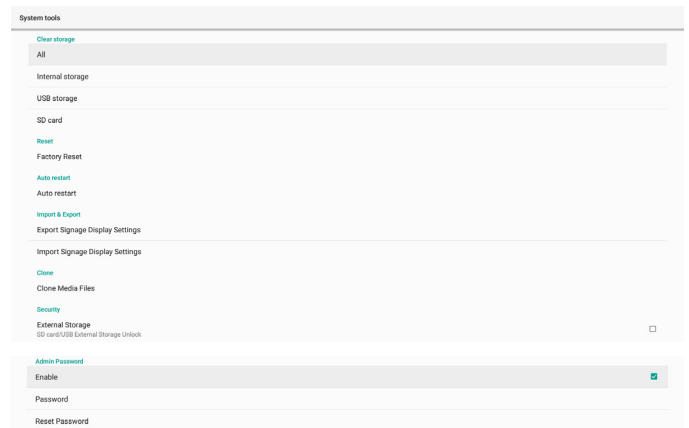 System tools
Clear storage
All
Internal storage
USB storage
SD card
Reset
Factory Reset
Auto restart
Auto restart
Import & Export
Export Signage Display Settings
Import Signage Display Settings
Clone
Clone Media Files
Security
External Storage
SD card/USB External Storage Unlock
Admin Password
Enable
Password
Reset Password